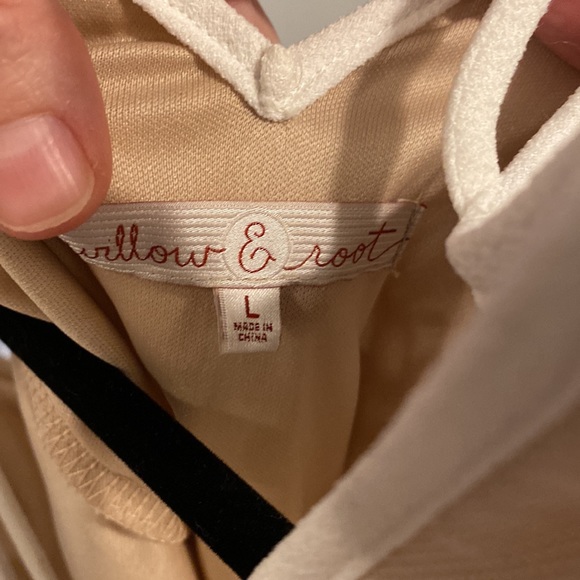 willow & root
L
MADE IN
CHINA